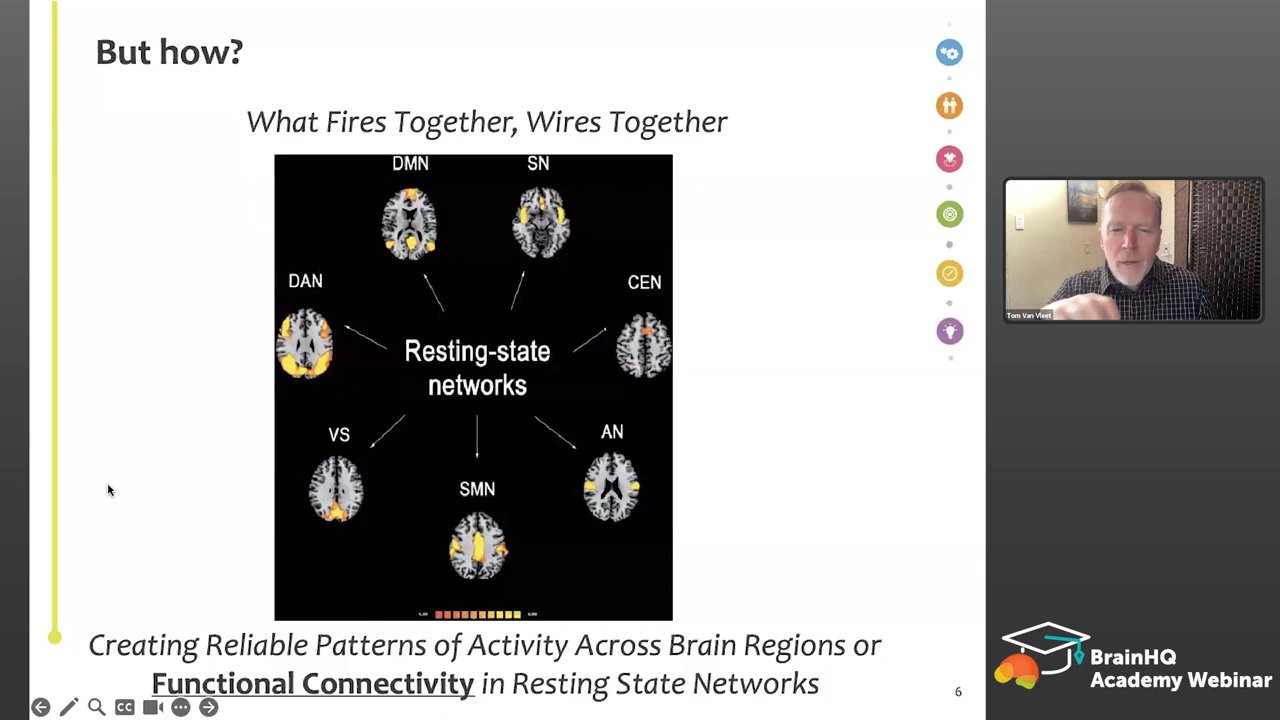 But how?
What Fires Together, Wires Together
DMN
SN
DAN
CEN
Resting-state
networks
VS
AN
SMN
Creating Reliable Patterns of Activity Across Brain Regions or
Functional Connectivity in Resting State Networks
6
CC
Tom Van Vleet
BrainHQ
Academy Webinar